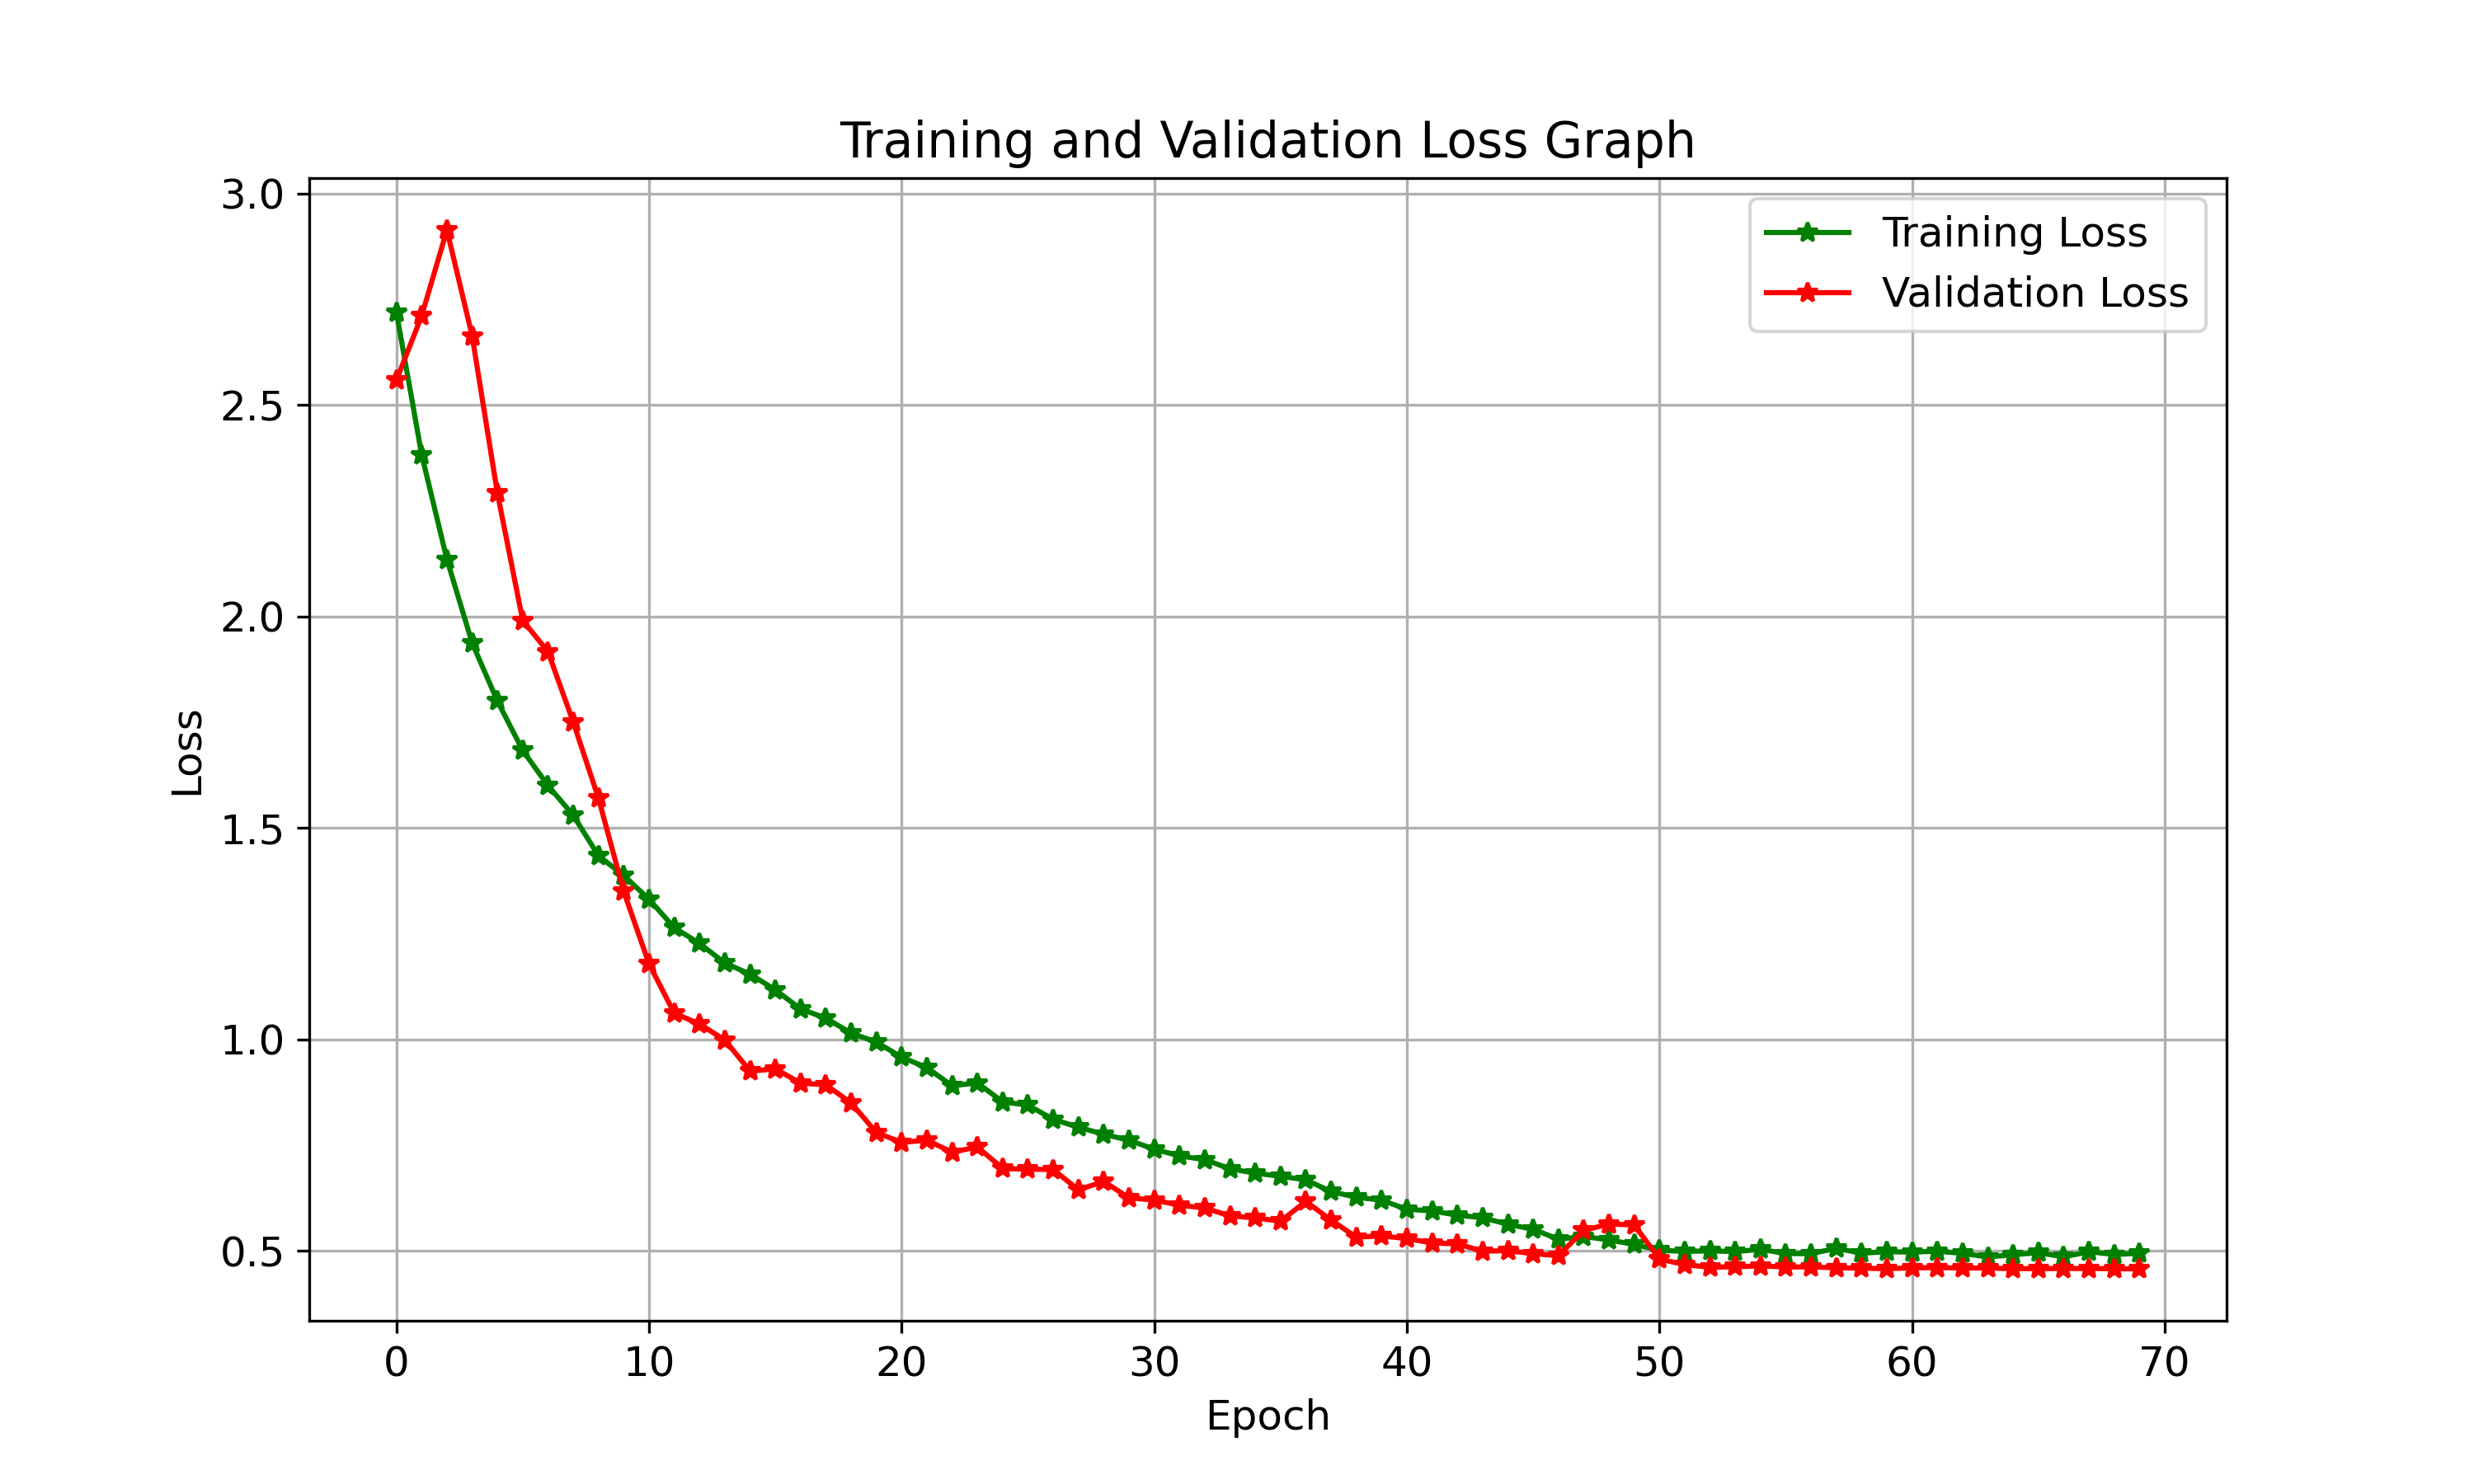 Training and Validation Loss Graph
3.0
2.5
2.0
1.5
1.0
0.5
Loss
Training Loss
Validation Loss
0 10 20 30 40 50 60 70
Epoch